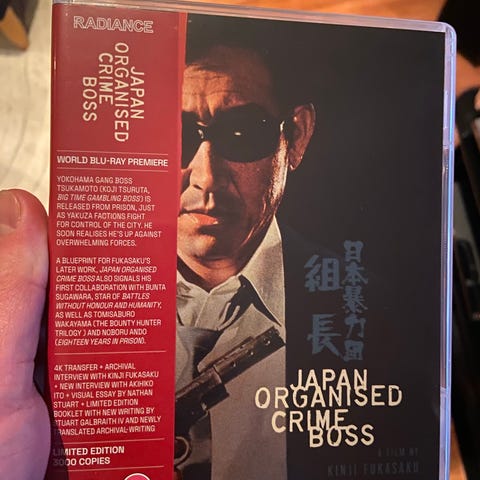 RADIANCE
JAPAN
ORGANISED
CRIME
BOSS
WORLD BLU-RAY PREMIERE
YOKOHAMA GANG BOSS
TSUKAMOTO (KOJI TSURUTA,
BIG TIME GAMBLING BOSS) IS
RELEASED FROM PRISON, JUST
AS YAKUZA FACTIONS FIGHT
FOR CONTROL OF THE CITY. HE
SOON REALISES HE'S UP AGAINST
OVERWHELMING FORCES.
A BLUEPRINT FOR FUKASAKU'S
LATER WORK, JAPAN ORGANISED
CRIME BOSS ALSO SIGNALS HIS
FIRST COLLABORATION WITH BUNTA
SUGAWARA, STAR OF BATTLES
WITHOUT HONOUR AND HUMANITY,
AS WELL AS TOMISABURO
WAKAYAMA (THE BOUNTY HUNTER
TRILOGY ) AND NOBORU ANDO
(EIGHTEEN YEARS IN PRISON).
4K TRANSFER + ARCHIVAL
INTERVIEW WITH KINJI FUKASAKU
+ NEW INTERVIEW WITH AKIHIKO
ITO + VISUAL ESSAY BY NATHAN
STUART + LIMITED EDITION
BOOKLET WITH NEW WRITING BY
STUART GALBRAITH IV AND NEWLY
TRANSLATED ARCHIVAL WRITING
LIMITED EDITION
3000 COPIES
日本暴力団
組長
JAPAN
ORGANISED
CRIME
BOSS
A FILM BY
KINJI FUKASAKU